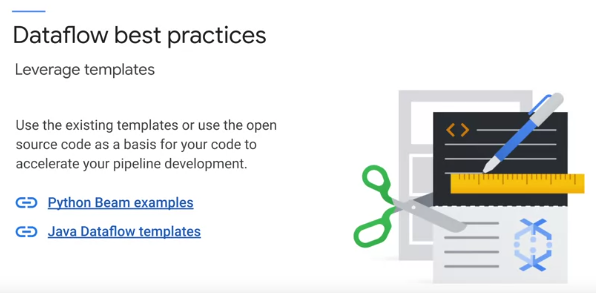 Dataflow best practices
Leverage templates
Use the existing templates or use the open
source code as a basis for your code to
accelerate your pipeline development.
Python Beam examples
Java Dataflow templates